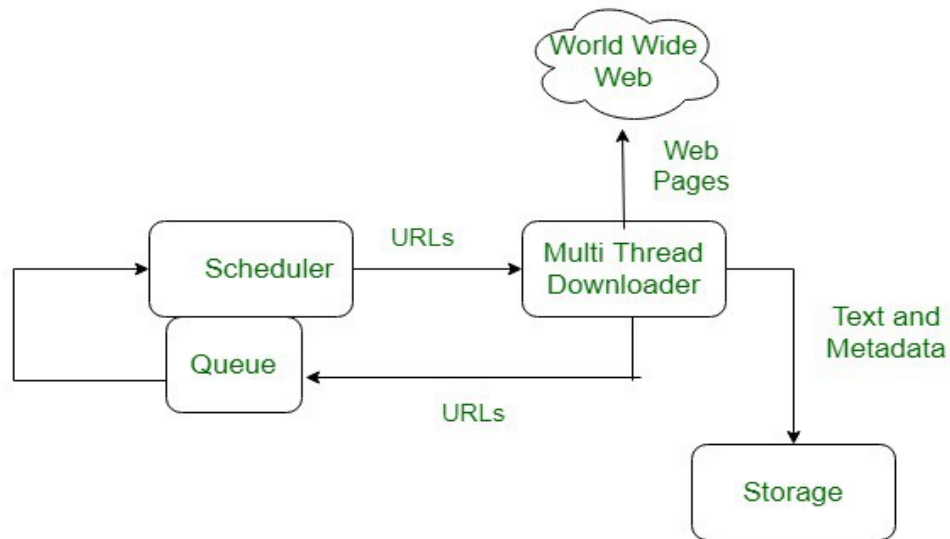 World Wide
Web
Web
Pages
URLs
Scheduler
Multi Thread
Downloader
Text and
Metadata
Queue
URLs
Storage